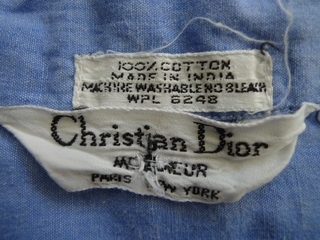 100% COTTON
MADE IN INDIA
MACHINE WASHABLE NO BLEACH
WPL 6248
Christian Dior
PARIS NEW YORK